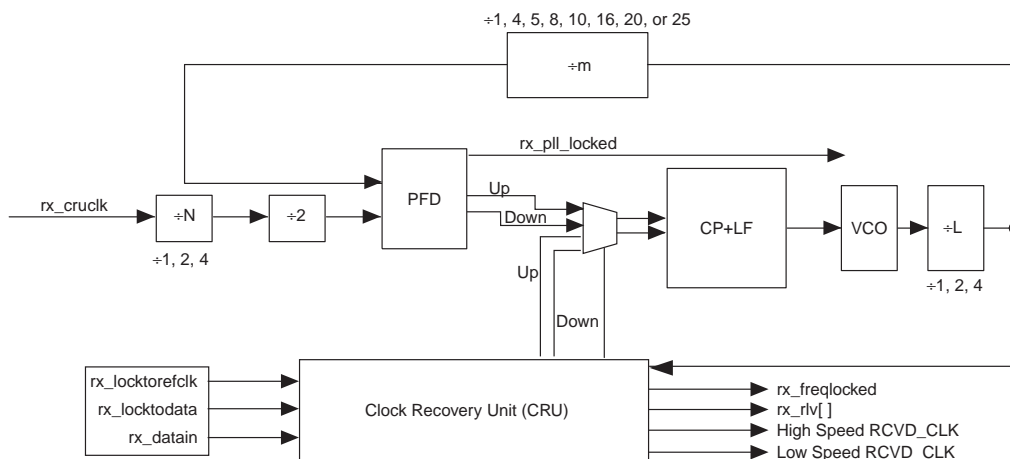 ÷1, 4, 5, 8, 10, 16, 20, or 25
÷m
rx_pll_locked
rx_cruclk
÷N
÷1, 2, 4
÷2
PFD
Up
Down
Up
Down
CP+LF
VCO
÷L
÷1, 2, 4
rx_locktorefclk
rx_locktodata
rx_datain
Clock Recovery Unit (CRU)
rx_freqlocked
rx_rlv[ ]
High Speed RCVD_CLK
Low Speed RCVD_CLK